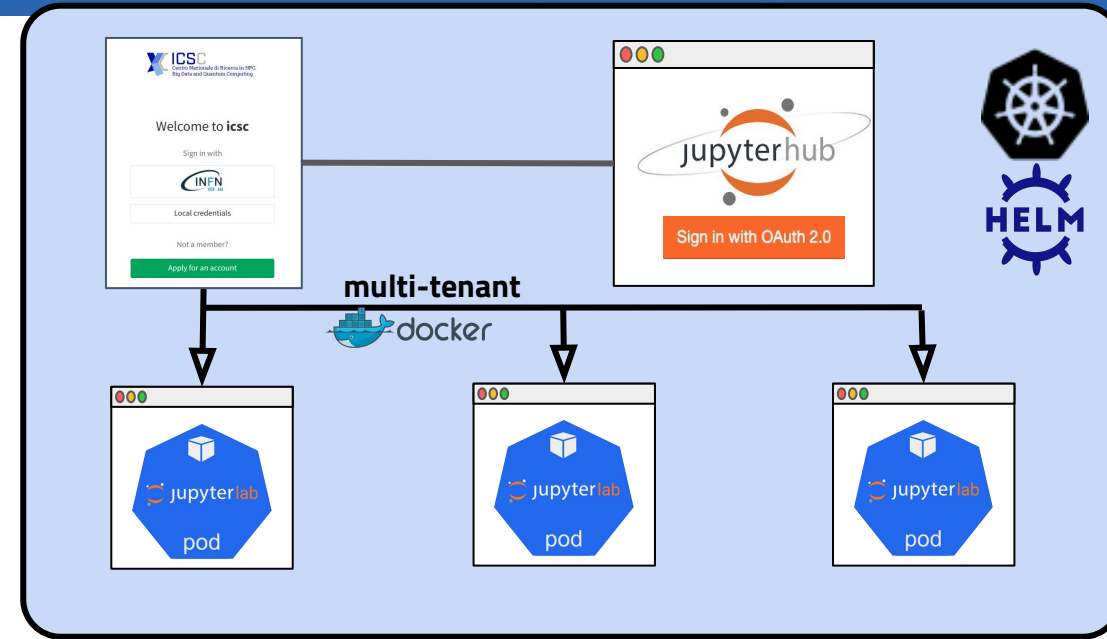 ICSC
Centro Nazionale di Ricerca in HPC,
Big Data and Quantum Computing
Welcome to icsc
Sign in with
INFN
Local credentials
Not a member?
Apply for an account
jupyterhub
Sign in with OAuth 2.0
HELM
multi-tenant
docker
jupyterlab
pod
jupyterlab
pod
jupyterlab
pod